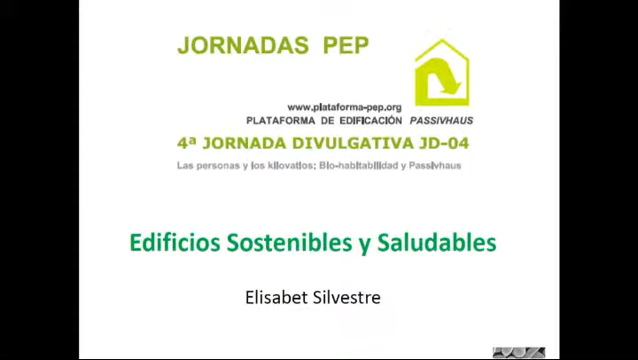 JORNADAS PEP
www.plataforma-pep.org
PLATAFORMA DE EDIFICACIÓN PASSIVHAUS
4ª JORNADA DIVULGATIVA JD-04
Las personas y los kilovatios; Bio-habitabilidad y Passivhaus
Edificios Sostenibles y Saludables
Elisabet Silvestre